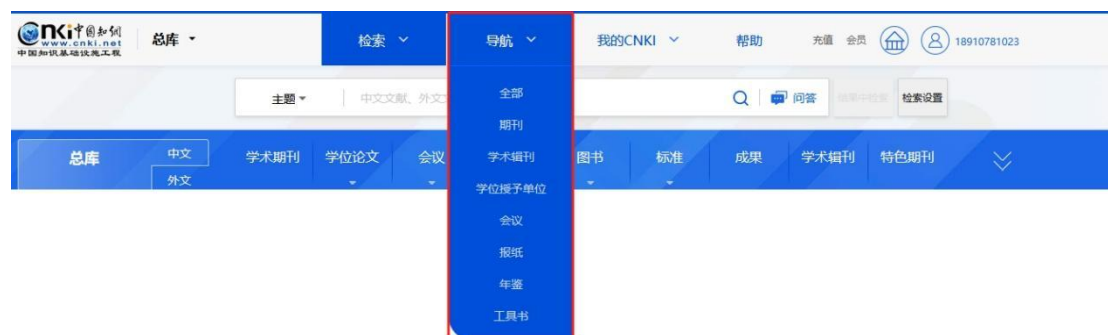 cnki中国知网
www.cnki.net
中国知识基础设施工程
总库
检索
导航
我的CNKI
帮助
充值 会员
18910781023
主题
中文文献、外文
问答
结果中检索
检索设置
全部
期刊
学术辑刊
学位授予单位
会议
报纸
年鉴
工具书
总库
中文
外文
学术期刊
学位论文
会议
图书
标准
成果
学术辑刊
特色期刊